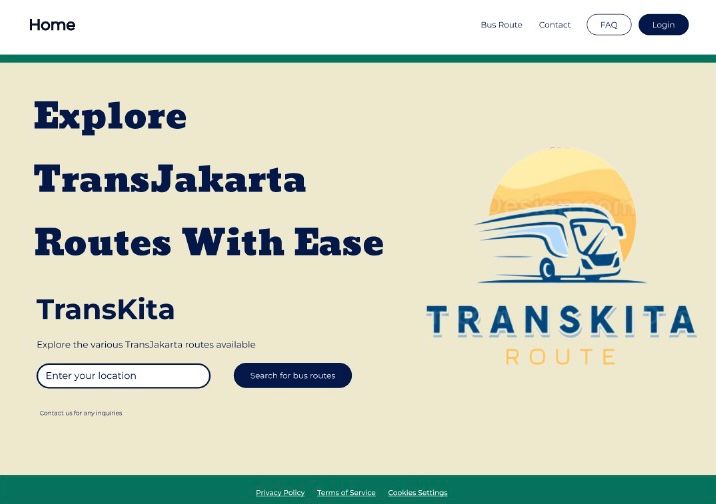 Home
Bus Route
Contact
FAQ
Login
Explore
TransJakarta
Routes With Ease
TransKita
Explore the various TransJakarta routes available
Enter your location
Search for bus routes
Contact us for any inquiries
TRANSKITA
ROUTE
Privacy Policy
Terms of Service
Cookies Settings